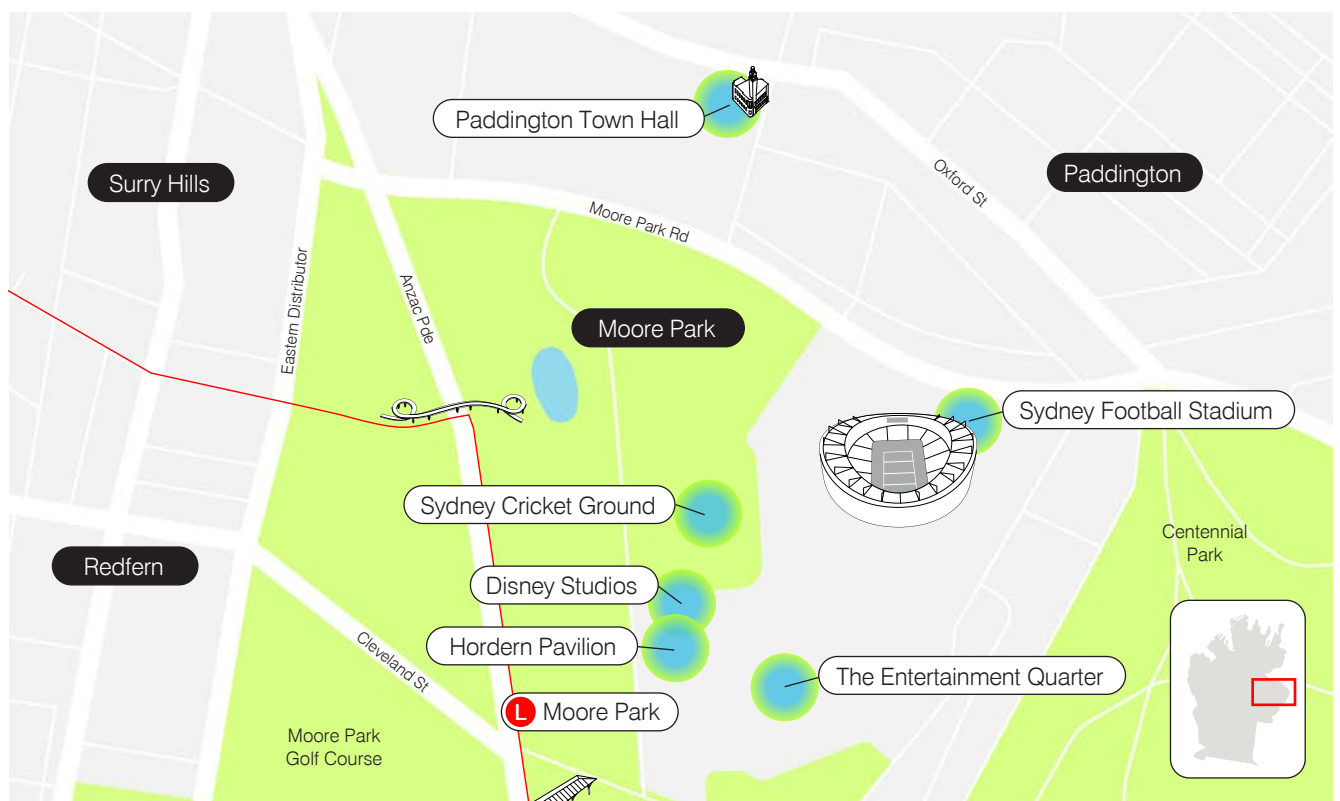 Paddington Town Hall
Surry Hills
Paddington
Oxford St
Moore Park Rd
Eastern Distributor
Anzac Pde
Moore Park
Sydney Football Stadium
Sydney Cricket Ground
Centennial
Park
Redfern
Disney Studios
Hordern Pavilion
Cleveland St
The Entertainment Quarter
L Moore Park
Moore Park
Golf Course